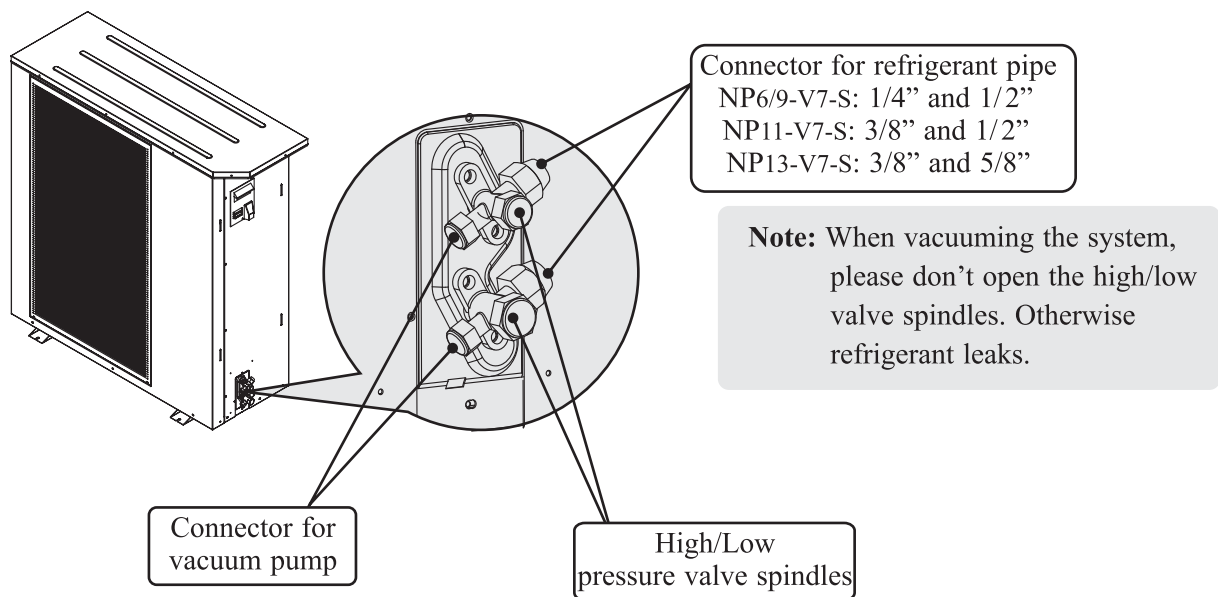 Connector for refrigerant pipe
NP6/9-V7-S: 1/4” and 1/2”
NP11-V7-S: 3/8” and 1/2”
NP13-V7-S: 3/8” and 5/8”
Note: When vacuuming the system,
please don’t open the high/low
valve spindles. Otherwise
refrigerant leaks.
Connector for
vacuum pump
High/Low
pressure valve spindles